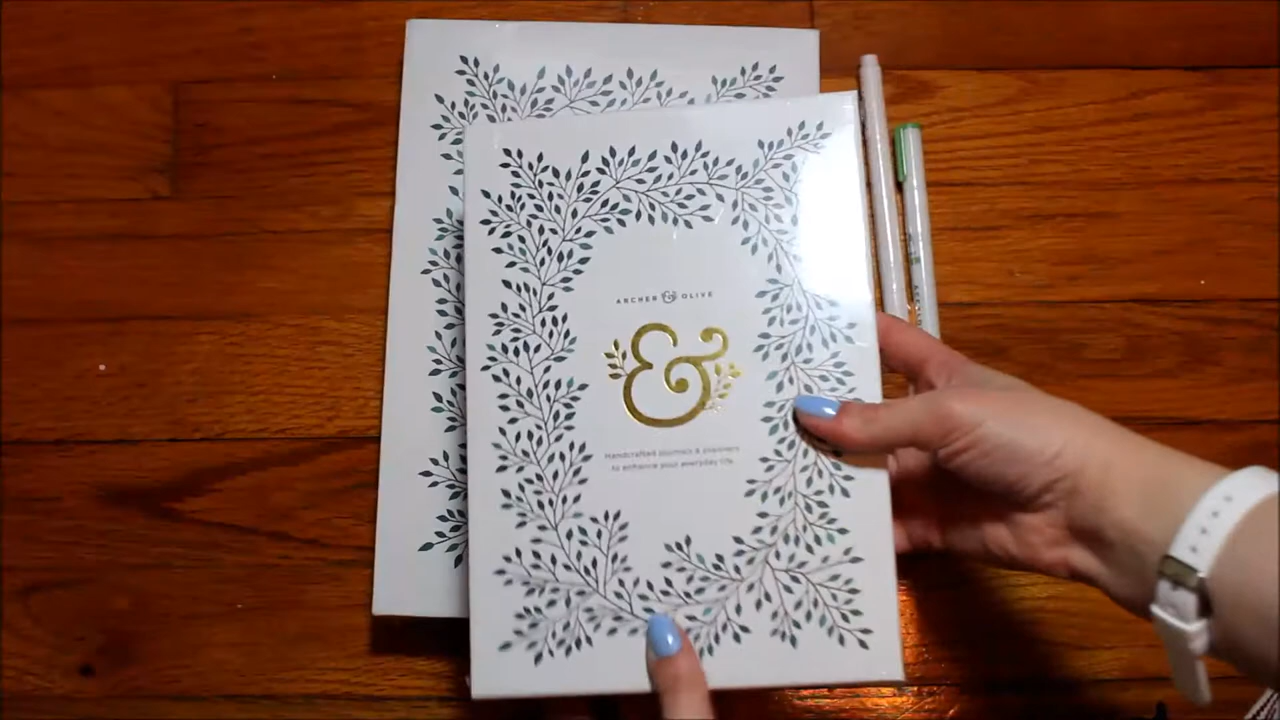 ARCHER & OLIVE
&
Handcrafted journals & planners
to enhance your everyday life